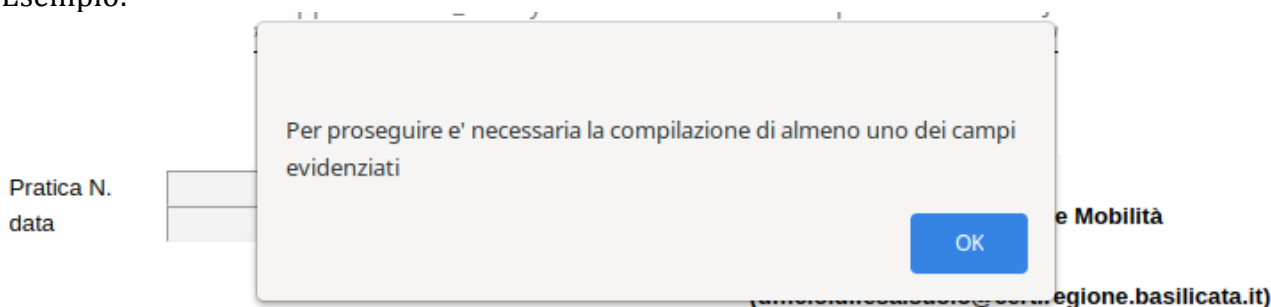 Esempio:
Per proseguire e' necessaria la compilazione di almeno uno dei campi
evidenziati
Pratica N.
data
e Mobilità
OK
egione.basilicata.it)